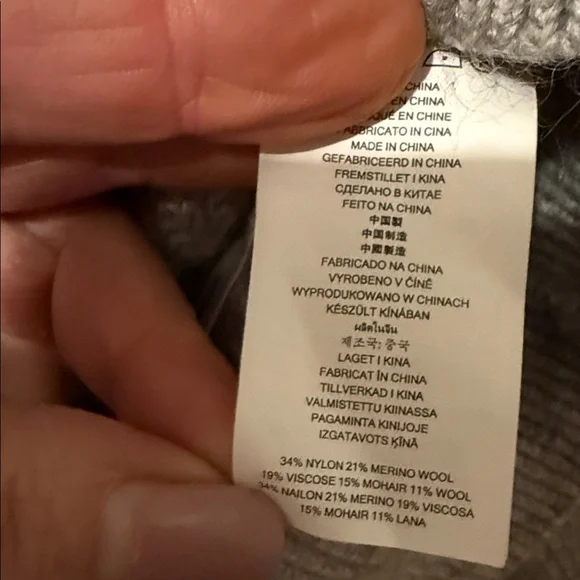 CHINA
EN CHINA
EN CHINE
FABBRICATO IN CINA
MADE IN CHINA
GEFABRICEERD IN CHINA
FREMSTILLET I KINA
СДЕЛАНО В КИТАЕ
FEITO NA CHINA
中国製
中国制造
中國製造
FABRICADO NA CHINA
VYROBENO V ČÍNĚ
WYPRODUKOWANO W CHINACH
KÉSZÜLT KÍNÁBAN
ผลิตในจีน
제조국: 중국
LAGET I KINA
FABRICAT ÎN CHINA
TILLVERKAD I KINA
VALMISTETTU KIINASSA
PAGAMINTA KINIJOJE
IZGATAVOTS ĶĪNĀ
34% NYLON 21% MERINO WOOL
19% VISCOSE 15% MOHAIR 11% WOOL
34% NAILON 21% MERINO 19% VISCOSA
15% MOHAIR 11% LANA